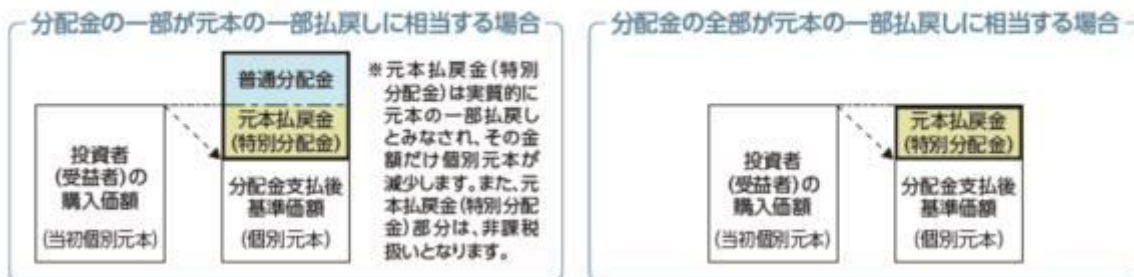 分配金の一部が元本の一部払戻しに相当する場合
投資者
(受益者)の
購入価額
(当初個別元本)
普通分配金
元本払戻金
(特別分配金)
分配金支払後
基準価額
(個別元本)
※元本払戻金(特別
分配金)は実質的に
元本の一部払戻し
とみなされ、その金
額だけ個別元本が
減少します。また、元
本払戻金(特別分配
金)部分は、非課税
扱いとなります。
分配金の全部が元本の一部払戻しに相当する場合
投資者
(受益者)の
購入価額
(当初個別元本)
元本払戻金
(特別分配金)
分配金支払後
基準価額
(個別元本)